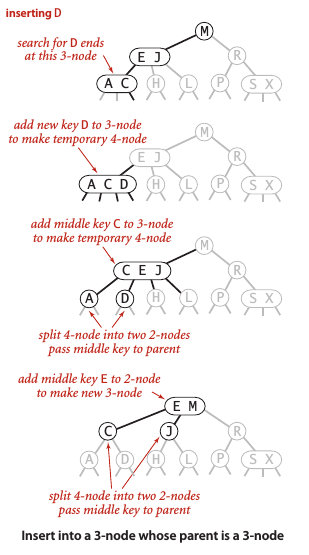 inserting D
M
search for D ends
at this 3-node
E J
R
A C
H
L
P
S X
add new key D to 3-node
to make temporary 4-node
M
E J
R
A C D
H
L
P
S X
add middle key C to 3-node
to make temporary 4-node
M
C E J
R
A
D
H
L
P
S X
split 4-node into two 2-nodes
pass middle key to parent
add middle key E to 2-node
to make new 3-node
E M
C
J
R
A
D
H
L
P
S X
split 4-node into two 2-nodes
pass middle key to parent
Insert into a 3-node whose parent is a 3-node